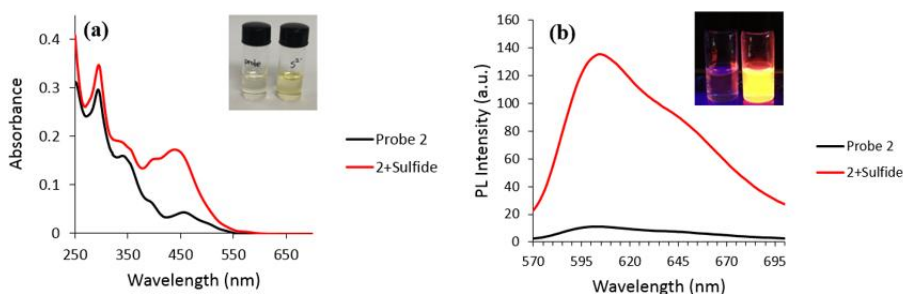 (a)
Absorbance
0.4
0.3
0.2
0.1
0
250 350 450 550 650
Wavelength (nm)
Probe 2
2+Sulfide
S²⁻
(b)
PL Intensity (a.u.)
160
140
120
100
80
60
40
20
0
570 595 620 645 670 695
Wavelength (nm)
Probe 2
2+Sulfide